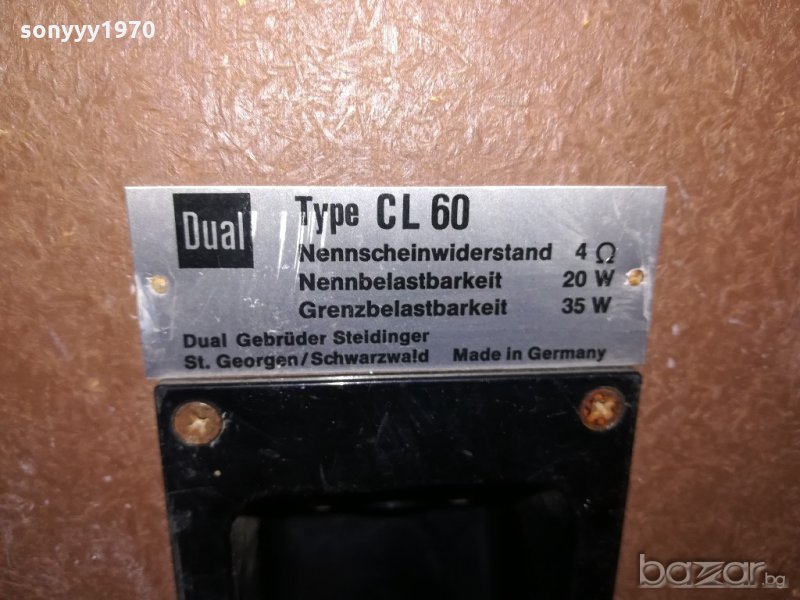 sonyyy1970
Dual
Type CL 60
Nennscheinwiderstand 4 Ω
Nennbelastbarkeit 20 W
Grenzbelastbarkeit 35 W
Dual Gebrüder Steidinger
St. Georgen/Schwarzwald Made in Germany
bazar.bg